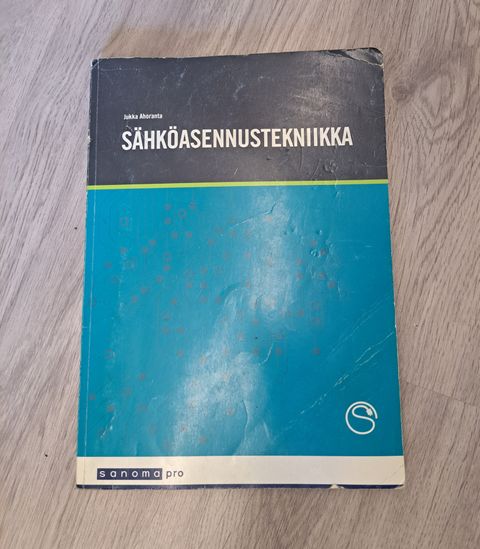 Jukka Ahoranta
SÄHKÖASENNUSTEKNIIKKA
sanoma pro